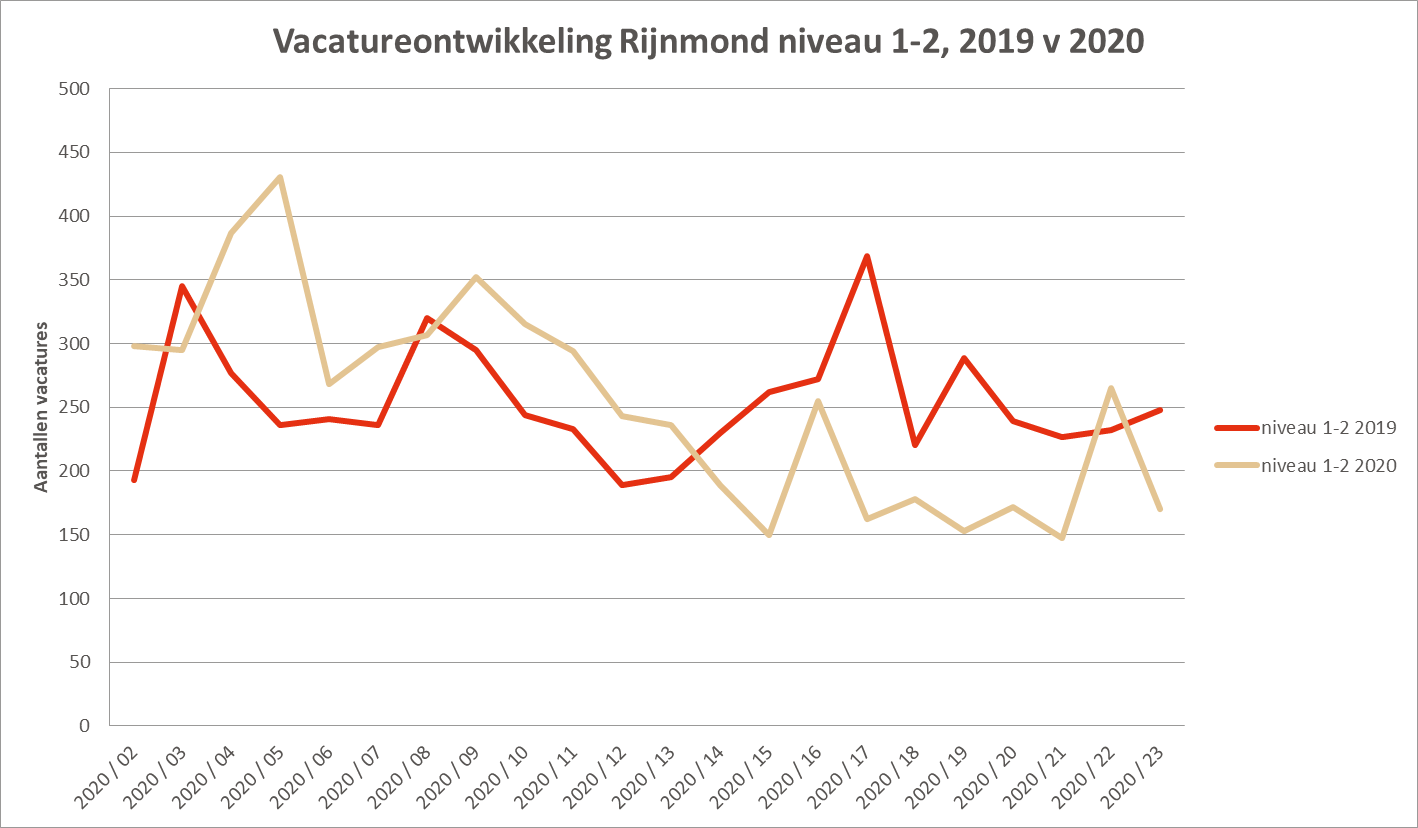 Vacatureontwikkeling Rijnmond niveau 1-2, 2019 v 2020
500
450
400
350
300
250
200
150
100
50
0
Aantallen vacatures
2020 / 02
2020 / 03
2020 / 04
2020 / 05
2020 / 06
2020 / 07
2020 / 08
2020 / 09
2020 / 10
2020 / 11
2020 / 12
2020 / 13
2020 / 14
2020 / 15
2020 / 16
2020 / 17
2020 / 18
2020 / 19
2020 / 20
2020 / 21
2020 / 22
2020 / 23
niveau 1-2 2019
niveau 1-2 2020